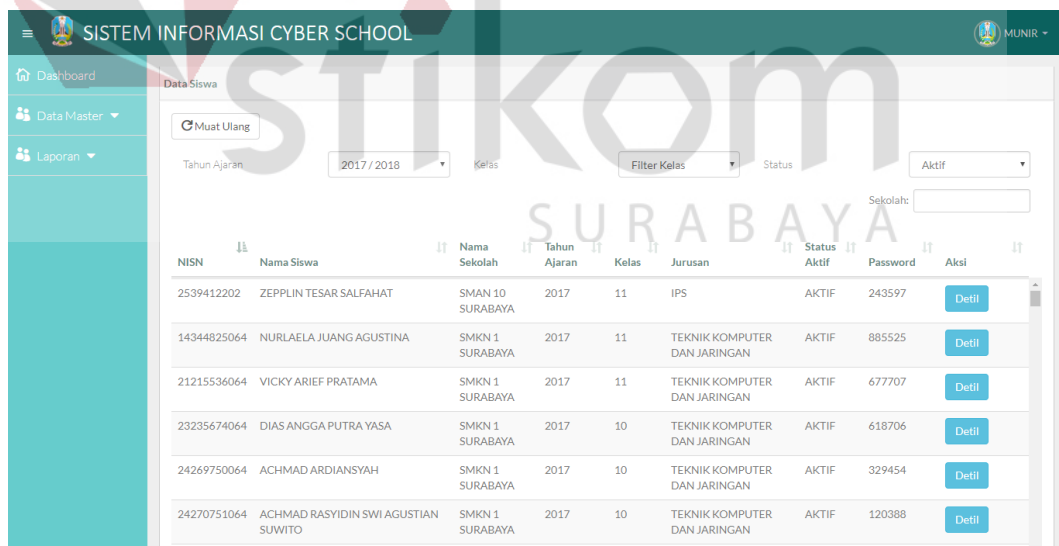 SISTEM INFORMASI CYBER SCHOOL
MUNIR
Dashboard
Data Master
Laporan
stikom
SURABAYA
Data Siswa
Muat Ulang
Tahun Ajaran 2017 / 2018 Kelas Filter Kelas Status Aktif
Sekolah:
NISN Nama Siswa Nama Sekolah Tahun Ajaran Kelas Jurusan Status Aktif Password Aksi
2539412202 ZEPPLIN TESAR SALFAHAT SMAN 10 SURABAYA 2017 11 IPS AKTIF 243597 Detil
14344825064 NURLAELA JUANG AGUSTINA SMKN 1 SURABAYA 2017 11 TEKNIK KOMPUTER DAN JARINGAN AKTIF 885525 Detil
21215536064 VICKY ARIEF PRATAMA SMKN 1 SURABAYA 2017 11 TEKNIK KOMPUTER DAN JARINGAN AKTIF 677707 Detil
23235674064 DIAS ANGGA PUTRA YASA SMKN 1 SURABAYA 2017 10 TEKNIK KOMPUTER DAN JARINGAN AKTIF 618706 Detil
24269750064 ACHMAD ARDIANSYAH SMKN 1 SURABAYA 2017 10 TEKNIK KOMPUTER DAN JARINGAN AKTIF 329454 Detil
24270751064 ACHMAD RASYIDIN SWI AGUSTIAN SUWITO SMKN 1 SURABAYA 2017 10 TEKNIK KOMPUTER DAN JARINGAN AKTIF 120388 Detil